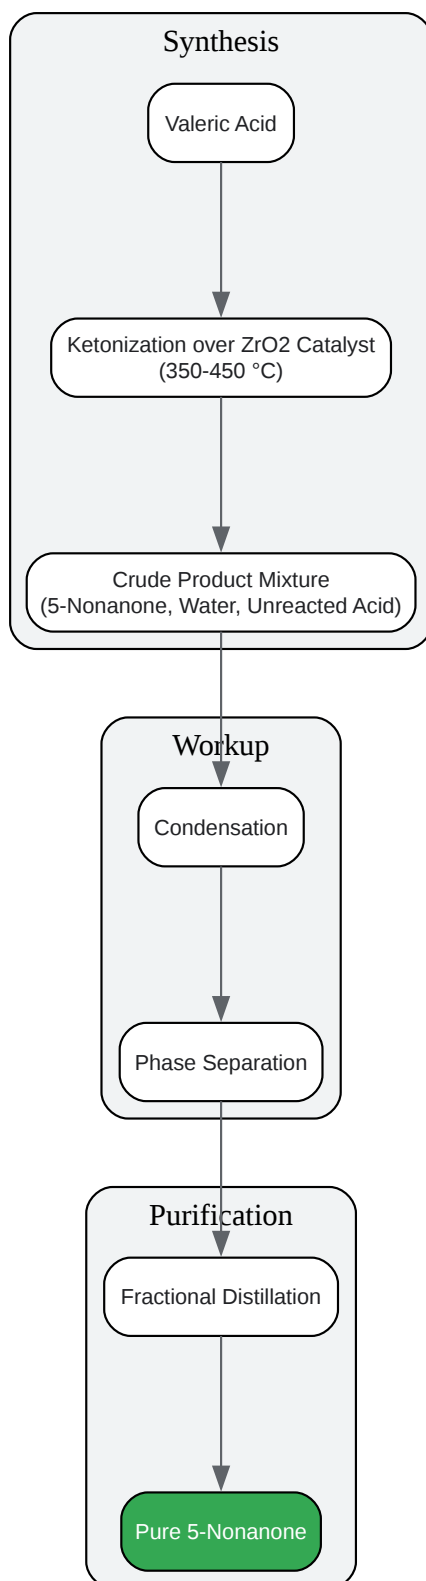 Synthesis
Valeric Acid
Ketonization over ZrO2 Catalyst
(350-450 °C)
Crude Product Mixture
(5-Nonanone, Water, Unreacted Acid)
Workup
Condensation
Phase Separation
Purification
Fractional Distillation
Pure 5-Nonanone